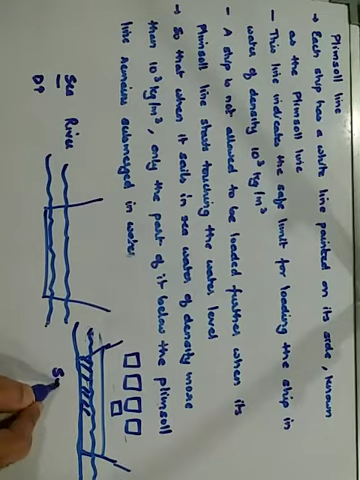 Plimsoll line
→ Each ship has a white line painted on its side, known
as the Plimsoll line
- This line indicates the safe limit for loading the ship in
water of density 10³ kg/m³
- A ship is not allowed to be loaded further when its
Plimsoll line starts touching the water level
→ So that when it sails in sea water of density more
than 10³ kg/m³, only the part of it below the plimsoll
line remains submerged in water
Sea River
D↑
S